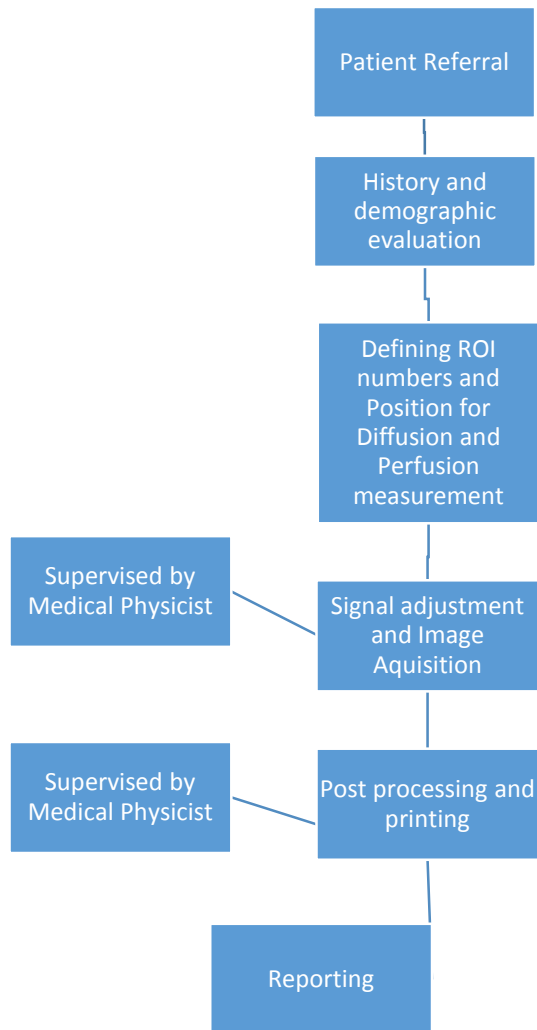 Patient Referral
History and
demographic
evaluation
Defining ROI
numbers and
Position for
Diffusion and
Perfusion
measurement
Supervised by
Medical Physicist
Signal adjustment
and Image
Aquisition
Supervised by
Medical Physicist
Post processing and
printing
Reporting